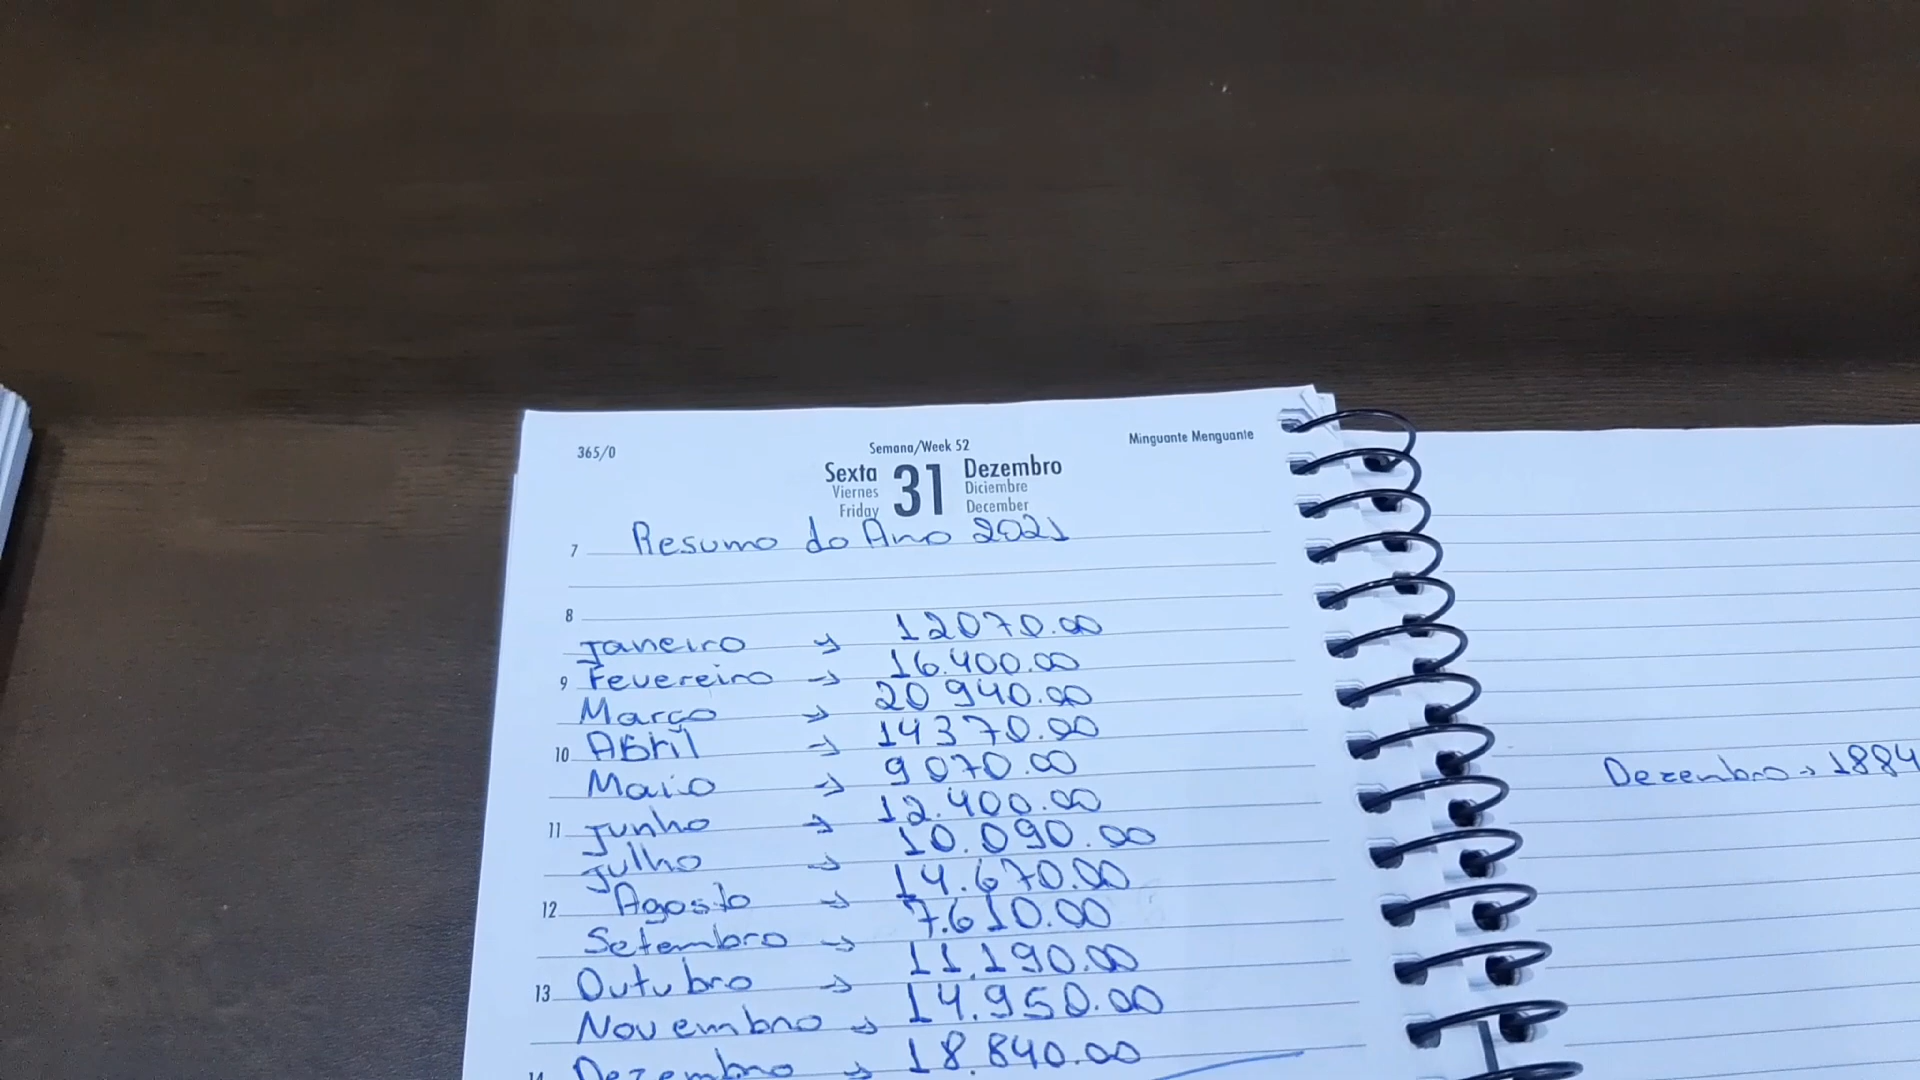 365/0
Semana/Week 52
Minguante Menguante
Sexta 31 Dezembro
Viernes Diciembre
Friday December
7 Resumo do Ano 2021
8
Janeiro → 12070.00
9 Fevereiro → 16.400.00
Março → 20 940.00
10 Abril → 14370.00
Maio → 9070.00
11 Junho → 12.400.00
Julho → 10.090.00
12 Agosto → 14.670.00
Setembro → 7.610.00
13 Outubro → 11.190.00
Novembro → 14.950.00
14 Dezembro → 18.840.00
Dezembro → 1884